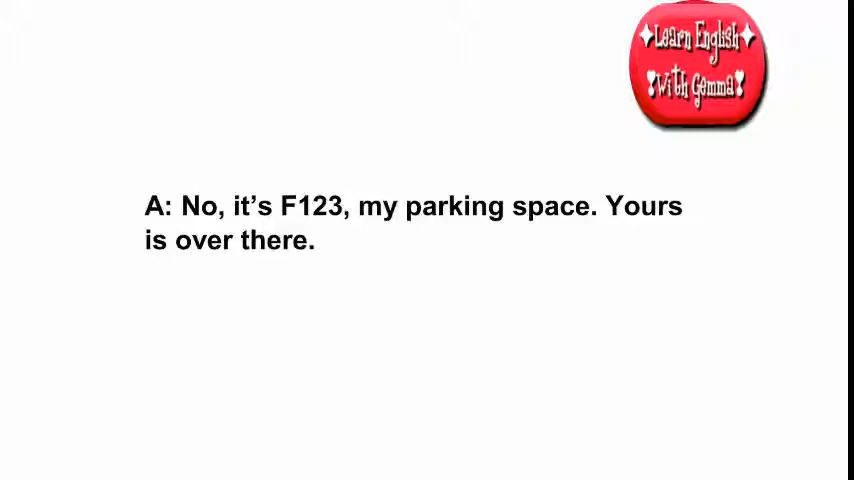 ✦Learn English✦
❣With Gemma❣
A: No, it’s F123, my parking space. Yours
is over there.